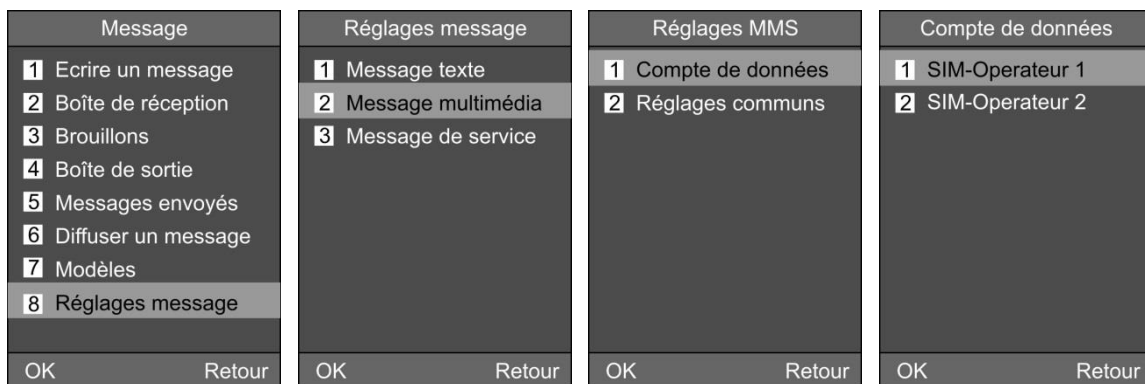 Message
1 Ecrire un message
2 Boîte de réception
3 Brouillons
4 Boîte de sortie
5 Messages envoyés
6 Diffuser un message
7 Modèles
8 Réglages message
OK Retour
Réglages message
1 Message texte
2 Message multimédia
3 Message de service
OK Retour
Réglages MMS
1 Compte de données
2 Réglages communs
OK Retour
Compte de données
1 SIM-Operateur 1
2 SIM-Operateur 2
OK Retour